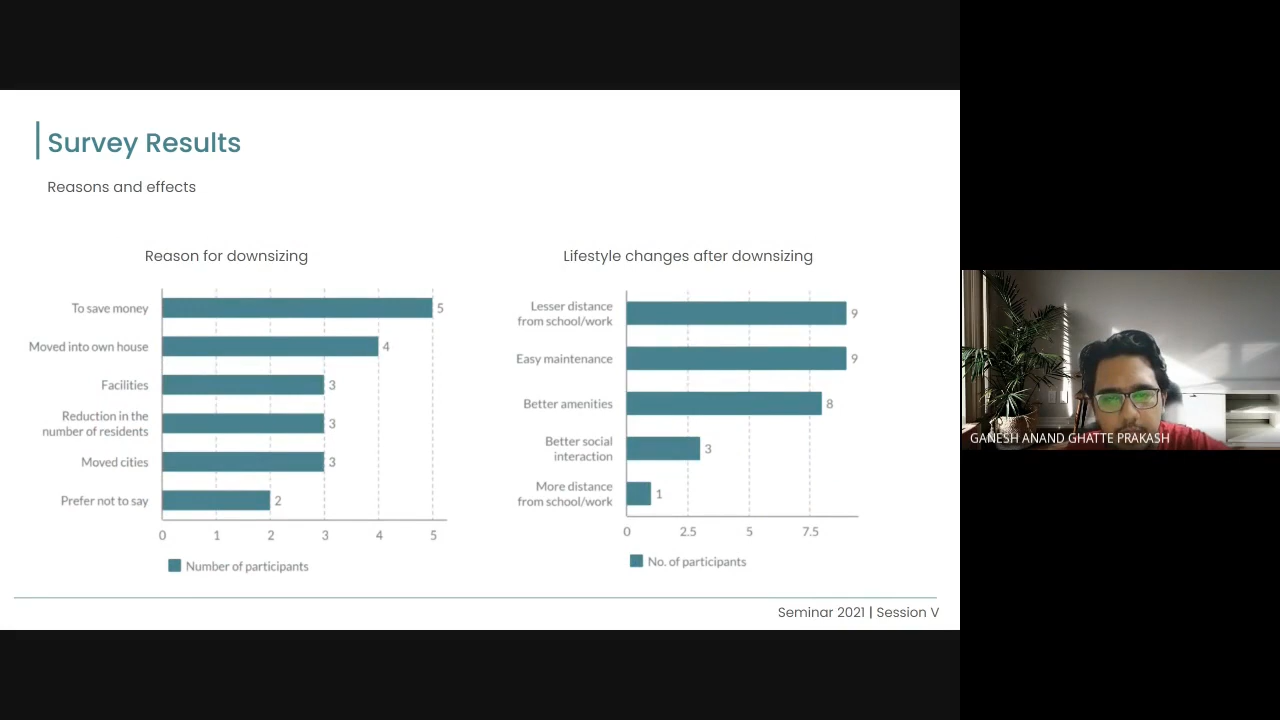 Survey Results
Reasons and effects
Reason for downsizing
To save money
5
Moved into own house
4
Facilities
3
Reduction in the
number of residents
3
Moved cities
3
Prefer not to say
2
0 1 2 3 4 5
Number of participants
Lifestyle changes after downsizing
Lesser distance
from school/work
9
Easy maintenance
9
Better amenities
8
Better social
interaction
3
More distance
from school/work
1
0 2.5 5 7.5
No. of participants
Seminar 2021 | Session V
GANESH ANAND GHATTE PRAKASH